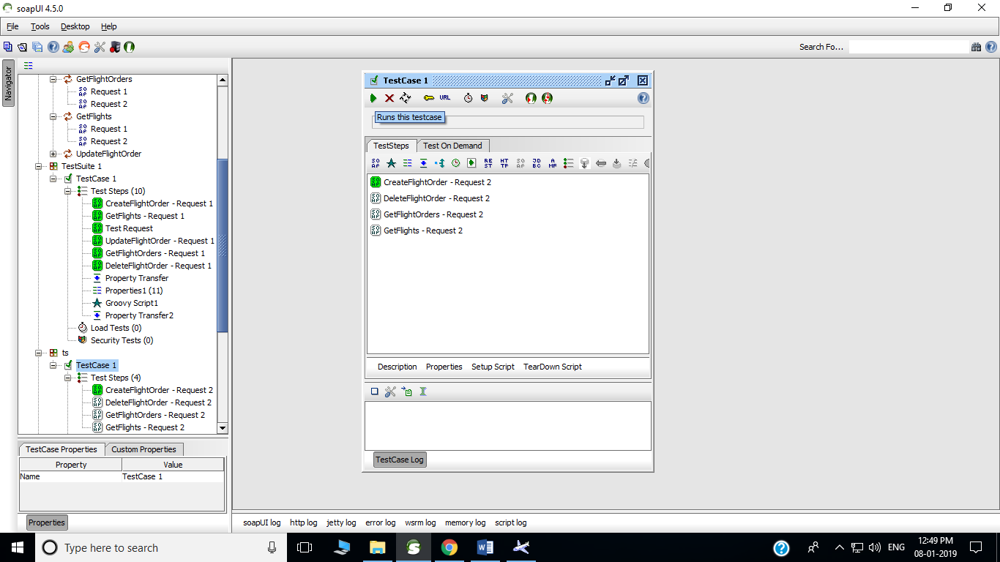 soapUI 4.5.0
File Tools Desktop Help
Search Fo...
Navigator
GetFlightOrders
Request 1
Request 2
GetFlights
Request 1
Request 2
UpdateFlightOrder
TestSuite 1
TestCase 1
Test Steps (10)
CreateFlightOrder - Request 1
GetFlights - Request 1
Test Request
UpdateFlightOrder - Request 1
GetFlightOrders - Request 1
DeleteFlightOrder - Request 1
Property Transfer
Properties1 (11)
Groovy Script1
Property Transfer2
Load Tests (0)
Security Tests (0)
ts
TestCase 1
Test Steps (4)
CreateFlightOrder - Request 2
DeleteFlightOrder - Request 2
GetFlightOrders - Request 2
GetFlights - Request 2
TestCase Properties Custom Properties
Property Value
Name TestCase 1
Properties
TestCase 1
URL
Runs this testcase
TestSteps Test On Demand
CreateFlightOrder - Request 2
DeleteFlightOrder - Request 2
GetFlightOrders - Request 2
GetFlights - Request 2
Description Properties Setup Script TearDown Script
TestCase Log
soapUI log http log jetty log error log wsrm log memory log script log
Type here to search
ENG
12:49 PM
08-01-2019